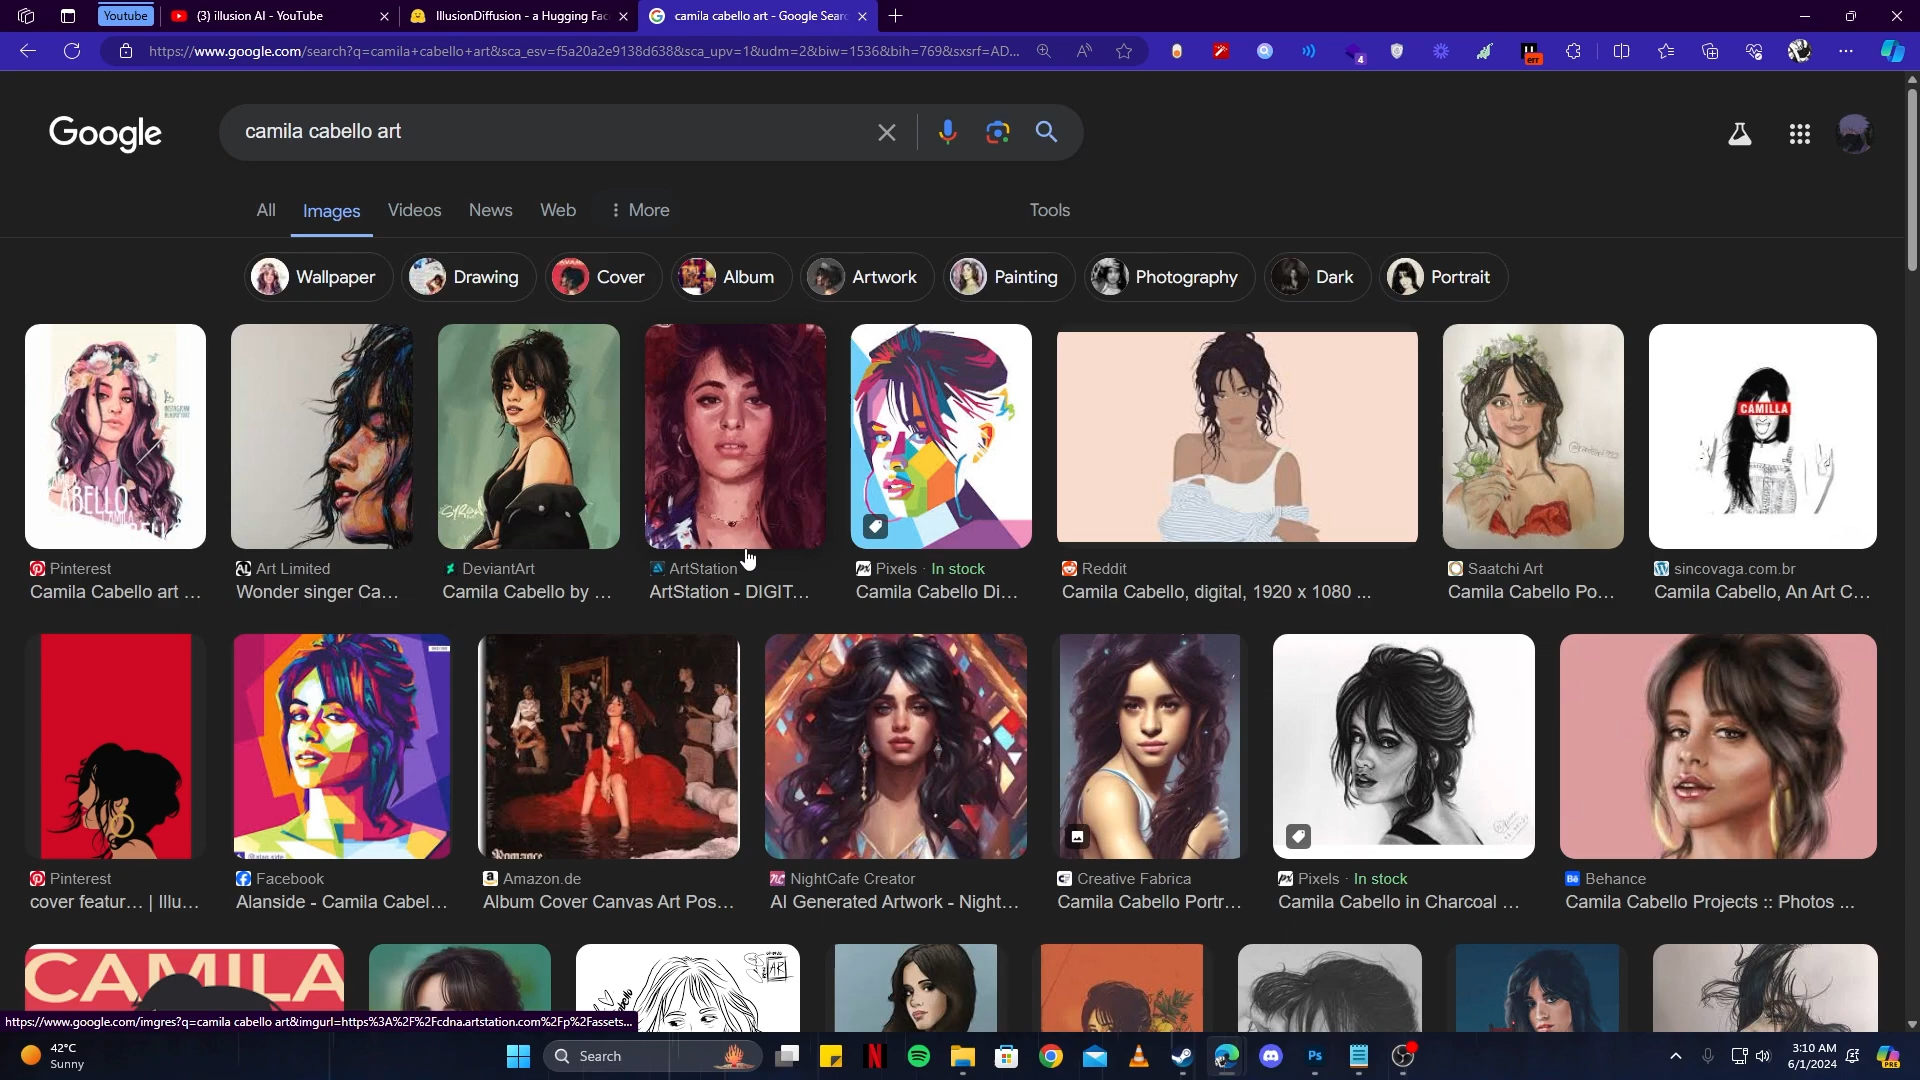 Youtube
(3) illusion AI - YouTube
IllusionDiffusion - a Hugging Fac
camila cabello art - Google Searc
https://www.google.com/search?q=camila+cabello+art&sca_esv=f5a20a2e9138d638&sca_upv=1&udm=2&biw=1536&bih=769&sxsrf=AD...
4
err
Google
camila cabello art
All
Images
Videos
News
Web
More
Tools
Wallpaper
Drawing
Cover
Album
Artwork
Painting
Photography
Dark
Portrait
CAMILLA
Pinterest
Art Limited
DeviantArt
ArtStation
Pixels · In stock
Reddit
Saatchi Art
sincovaga.com.br
Camila Cabello art ...
Wonder singer Ca...
Camila Cabello by ...
ArtStation - DIGIT...
Camila Cabello Di...
Camila Cabello, digital, 1920 x 1080 ...
Camila Cabello Po...
Camila Cabello, An Art C...
Romance
Pinterest
Facebook
Amazon.de
NightCafe Creator
Creative Fabrica
Pixels · In stock
Behance
cover featur... | Illu...
Alanside - Camila Cabel...
Album Cover Canvas Art Pos...
AI Generated Artwork - Night...
Camila Cabello Portr...
Camila Cabello in Charcoal ...
Camila Cabello Projects :: Photos ...
CAMILA
https://www.google.com/imgres?q=camila cabello art&imgurl=https%3A%2F%2Fcdna.artstation.com%2Fp%2Fassets...
42°C
Sunny
Search
Ps
3:10 AM
6/1/2024
PRE